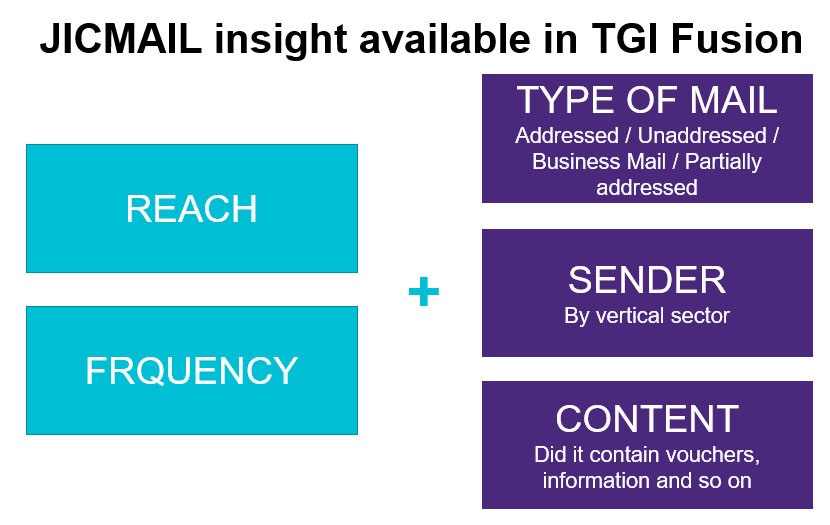 JICMAIL insight available in TGI Fusion
REACH
FRQUENCY
+
TYPE OF MAIL
Addressed / Unaddressed /
Business Mail / Partially
addressed
SENDER
By vertical sector
CONTENT
Did it contain vouchers,
information and so on